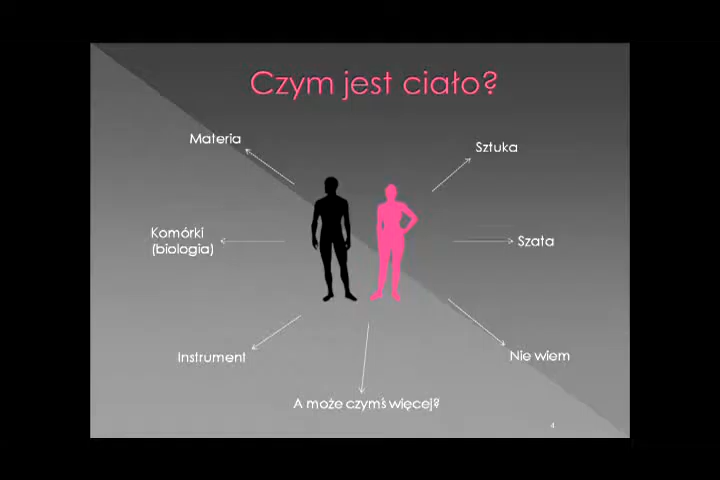 Czym jest ciało?
Materia
Sztuka
Komórki
(biologia)
Szata
Instrument
Nie wiem
A może czymś więcej?
4